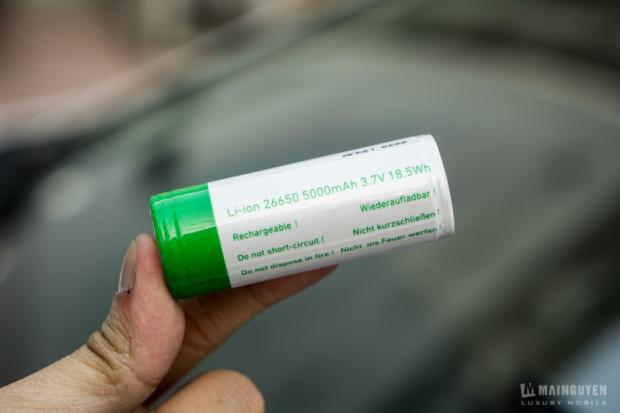 Li-ion 26650 5000mAh 3.7V 18.5Wh
Rechargeable ! Wiederaufladbar !
Do not short-circuit ! Nicht kurzschließen !
Do not dispose in fire ! Nicht ins Feuer werfen !
MAINGUYEN
LUXURY MOBILE